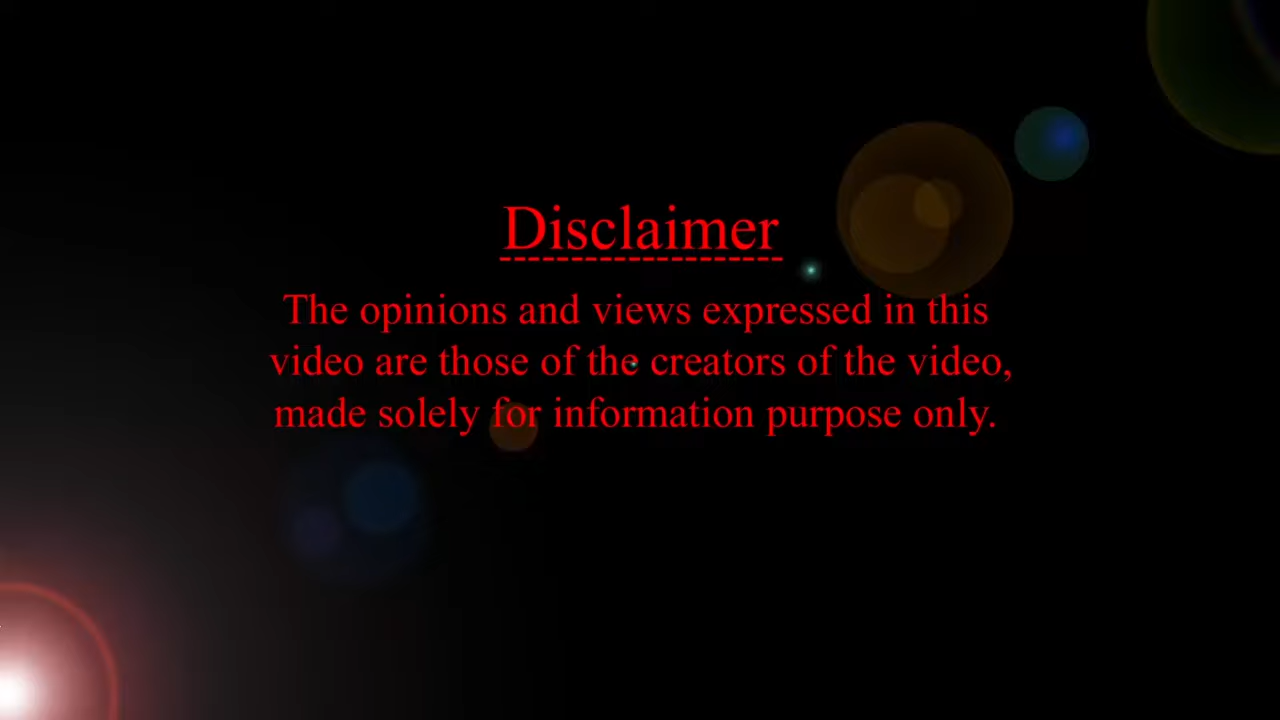 Disclaimer
The opinions and views expressed in this
video are those of the creators of the video,
made solely for information purpose only.